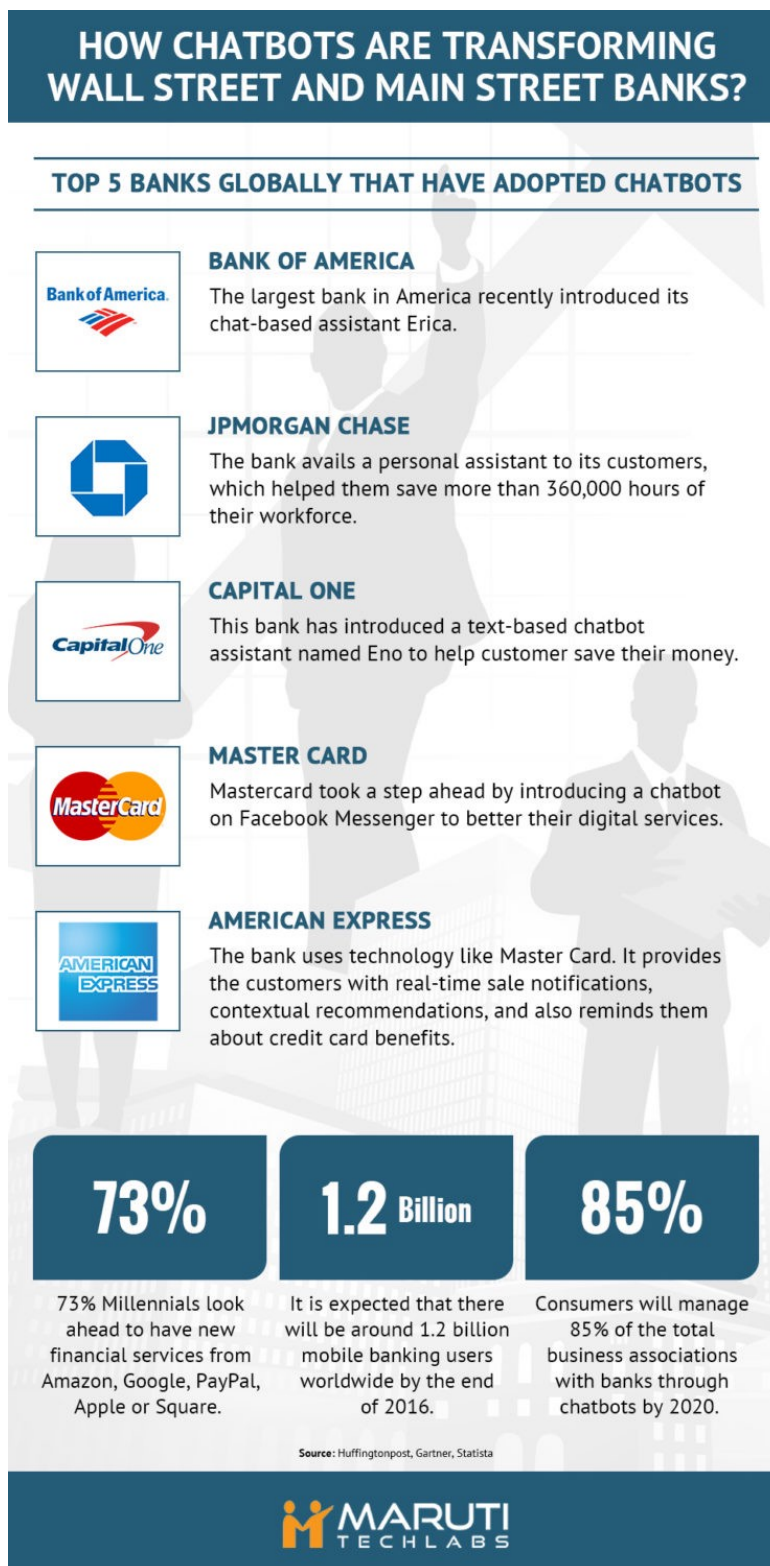 HOW CHATBOTS ARE TRANSFORMING
WALL STREET AND MAIN STREET BANKS?
TOP 5 BANKS GLOBALLY THAT HAVE ADOPTED CHATBOTS
Bank of America.
BANK OF AMERICA
The largest bank in America recently introduced its
chat-based assistant Erica.
JPMORGAN CHASE
The bank avails a personal assistant to its customers,
which helped them save more than 360,000 hours of
their workforce.
Capital One
CAPITAL ONE
This bank has introduced a text-based chatbot
assistant named Eno to help customer save their money.
MasterCard
MASTER CARD
Mastercard took a step ahead by introducing a chatbot
on Facebook Messenger to better their digital services.
AMERICAN
EXPRESS
AMERICAN EXPRESS
The bank uses technology like Master Card. It provides
the customers with real-time sale notifications,
contextual recommendations, and also reminds them
about credit card benefits.
73%
73% Millennials look
ahead to have new
financial services from
Amazon, Google, PayPal,
Apple or Square.
1.2 Billion
It is expected that there
will be around 1.2 billion
mobile banking users
worldwide by the end
of 2016.
85%
Consumers will manage
85% of the total
business associations
with banks through
chatbots by 2020.
Source: Huffingtonpost, Gartner, Statista
MARUTI
TECHLABS